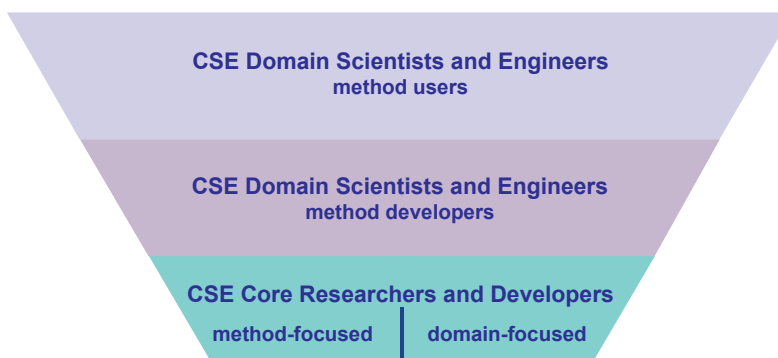 CSE Domain Scientists and Engineers
method users
CSE Domain Scientists and Engineers
method developers
CSE Core Researchers and Developers
method-focused domain-focused